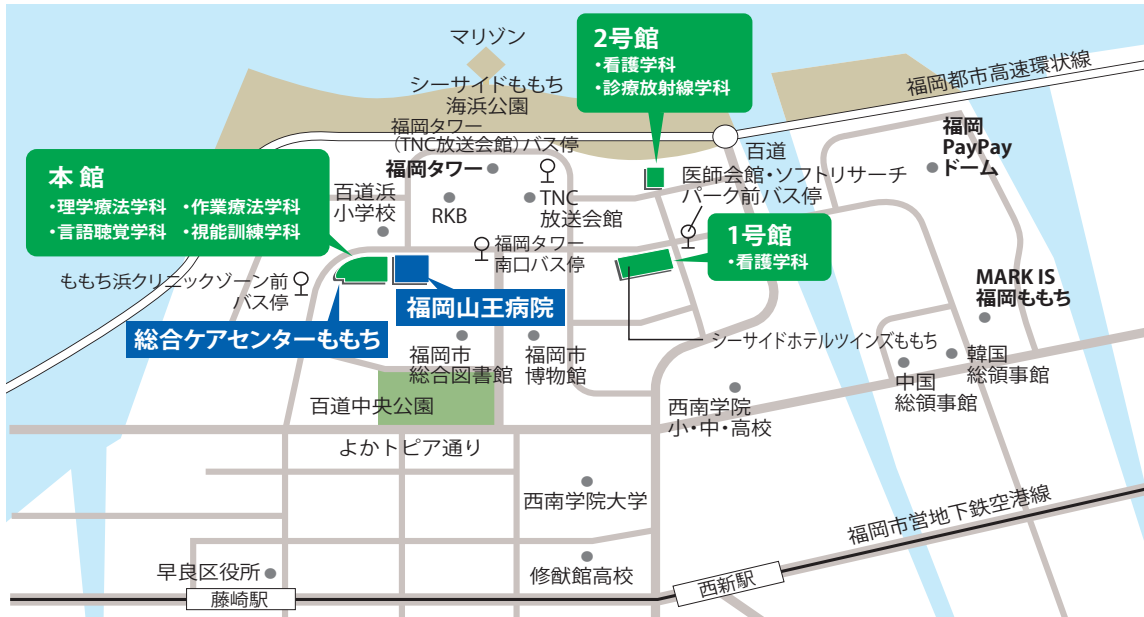 マリゾン
シーサイドももち
海浜公園
2号館
・看護学科
・診療放射線学科
福岡都市高速環状線
福岡タワー
(TNC放送会館)バス停
福岡タワー
百道
医師会館・ソフトリサーチ
パーク前バス停
福岡
PayPay
ドーム
本館
・理学療法学科 ・作業療法学科
・言語聴覚学科 ・視能訓練学科
百道浜
小学校
RKB
TNC
放送会館
福岡タワー
南口バス停
1号館
・看護学科
ももち浜クリニックゾーン前
バス停
福岡山王病院
総合ケアセンターももち
MARK IS
福岡ももち
シーサイドホテルツインズももち
福岡市
総合図書館
福岡市
博物館
韓国
総領事館
中国
総領事館
百道中央公園
西南学院
小・中・高校
よかトピア通り
西南学院大学
福岡市営地下鉄空港線
早良区役所
修猷館高校
西新駅
藤崎駅